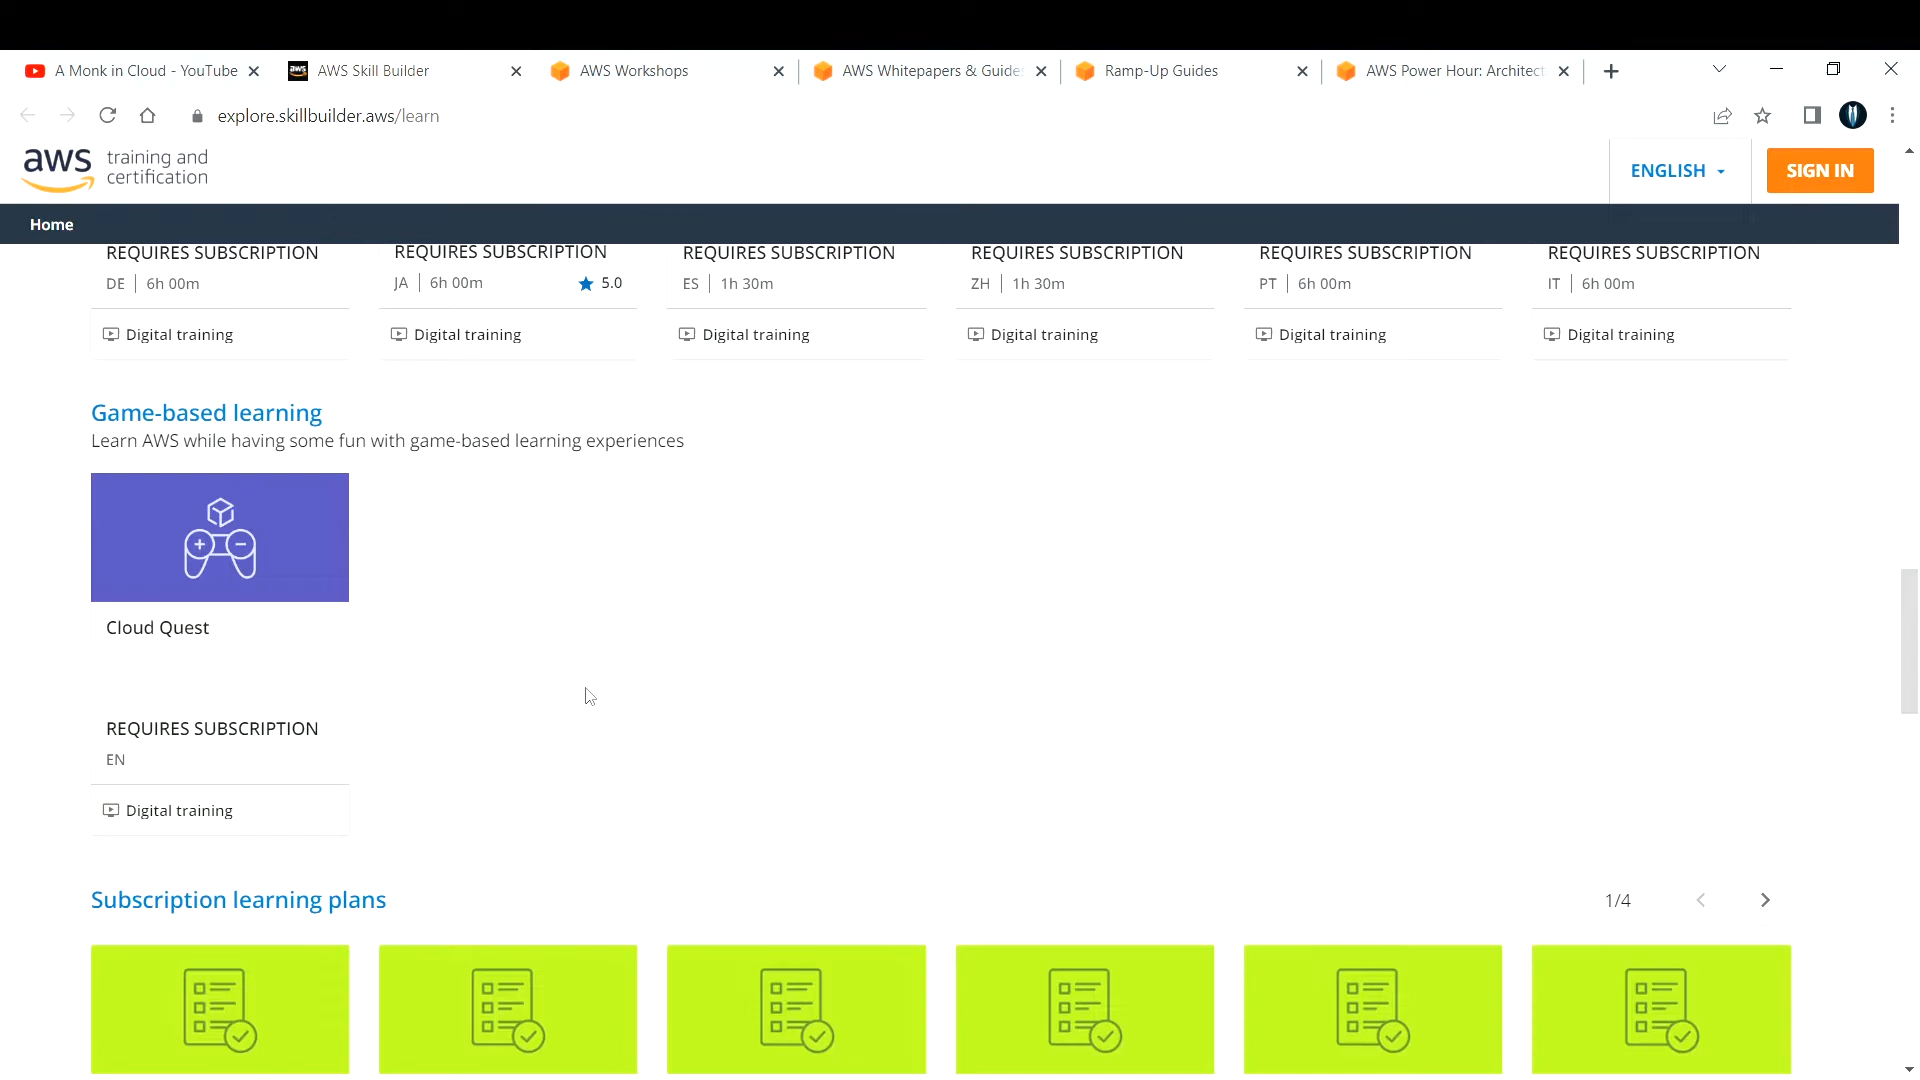 A Monk in Cloud - YouTube
AWS Skill Builder
AWS Workshops
AWS Whitepapers & Guide
Ramp-Up Guides
AWS Power Hour: Architect
explore.skillbuilder.aws/learn
aws training and certification
ENGLISH
SIGN IN
Home
REQUIRES SUBSCRIPTION
DE | 6h 00m
Digital training
REQUIRES SUBSCRIPTION
JA | 6h 00m 5.0
Digital training
REQUIRES SUBSCRIPTION
ES | 1h 30m
Digital training
REQUIRES SUBSCRIPTION
ZH | 1h 30m
Digital training
REQUIRES SUBSCRIPTION
PT | 6h 00m
Digital training
REQUIRES SUBSCRIPTION
IT | 6h 00m
Digital training
Game-based learning
Learn AWS while having some fun with game-based learning experiences
Cloud Quest
REQUIRES SUBSCRIPTION
EN
Digital training
Subscription learning plans
1/4